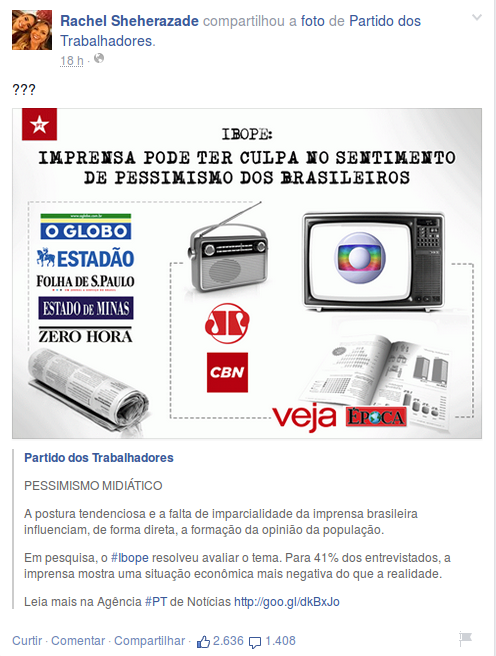 Rachel Sheherazade compartilhou a foto de Partido dos
Trabalhadores.
18 h ·
???
IBOPE:
IMPRENSA PODE TER CULPA NO SENTIMENTO
DE PESSIMISMO DOS BRASILEIROS
www.oglobo.com.br
O GLOBO
ESTADÃO
FOLHA DE S.PAULO
ESTADO DE MINAS
ZERO HORA
CBN
veja
ÉPOCA
Partido dos Trabalhadores
PESSIMISMO MIDIÁTICO
A postura tendenciosa e a falta de imparcialidade da imprensa brasileira
influenciam, de forma direta, a formação da opinião da população.
Em pesquisa, o #Ibope resolveu avaliar o tema. Para 41% dos entrevistados, a
imprensa mostra uma situação econômica mais negativa do que a realidade.
Leia mais na Agência #PT de Notícias http://goo.gl/dkBxJo
Curtir · Comentar · Compartilhar · 2.636 1.408